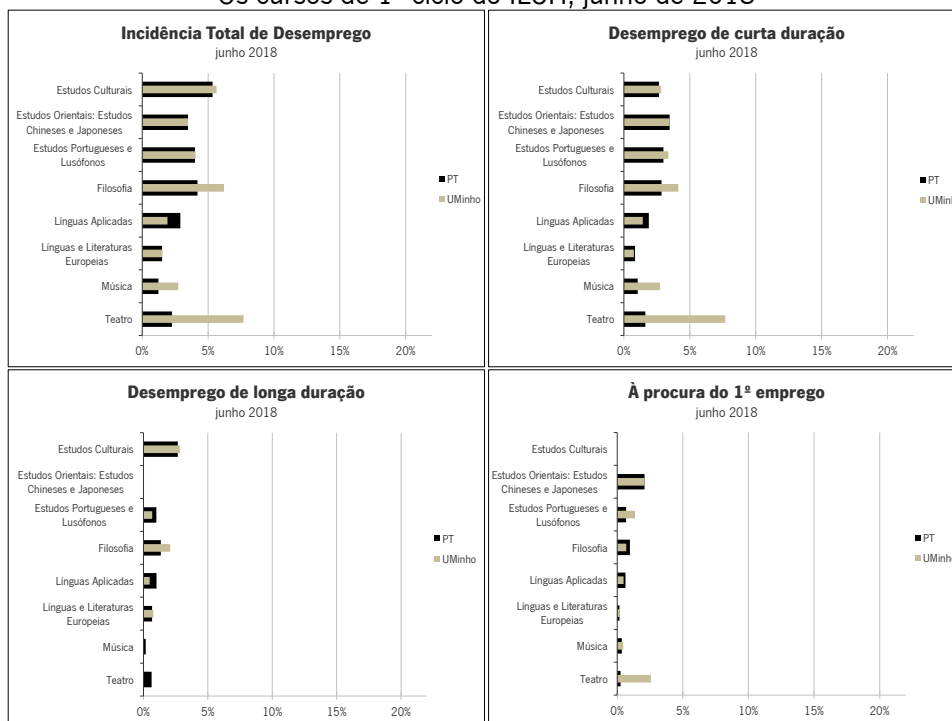 Os cursos de 1º ciclo do ILCH, junho de 2018
Incidência Total de Desemprego
junho 2018
Estudos Culturais
Estudos Orientais: Estudos
Chineses e Japoneses
Estudos Portugueses e
Lusófonos
Filosofia
Línguas Aplicadas
Línguas e Literaturas
Europeias
Música
Teatro
0% 5% 10% 15% 20%
PT
UMinho
Desemprego de curta duração
junho 2018
Estudos Culturais
Estudos Orientais: Estudos
Chineses e Japoneses
Estudos Portugueses e
Lusófonos
Filosofia
Línguas Aplicadas
Línguas e Literaturas
Europeias
Música
Teatro
0% 5% 10% 15% 20%
PT
UMinho
Desemprego de longa duração
junho 2018
Estudos Culturais
Estudos Orientais: Estudos
Chineses e Japoneses
Estudos Portugueses e
Lusófonos
Filosofia
Línguas Aplicadas
Línguas e Literaturas
Europeias
Música
Teatro
0% 5% 10% 15% 20%
PT
UMinho
À procura do 1º emprego
junho 2018
Estudos Culturais
Estudos Orientais: Estudos
Chineses e Japoneses
Estudos Portugueses e
Lusófonos
Filosofia
Línguas Aplicadas
Línguas e Literaturas
Europeias
Música
Teatro
0% 5% 10% 15% 20%
PT
UMinho